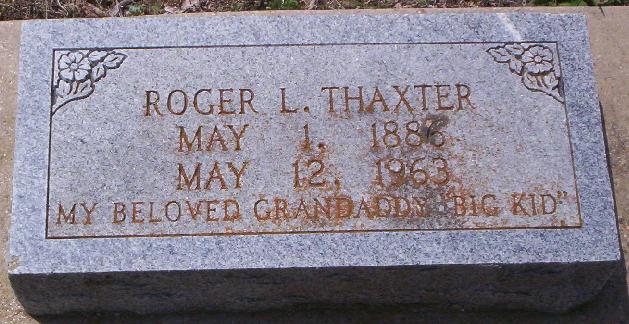 ROGER L. THAXTER
MAY 1, 1886
MAY 12, 1963
MY BELOVED GRANDADDY "BIG KID"